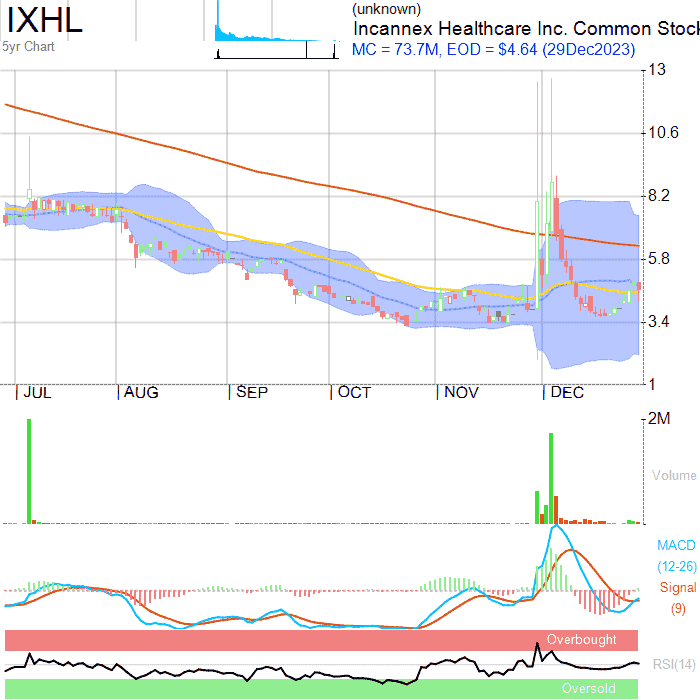 IXHL
5yr Chart
(unknown)
Incannex Healthcare Inc. Common Stock
MC = 73.7M, EOD = $4.64 (29Dec2023)
13
10.6
8.2
5.8
3.4
1
JUL AUG SEP OCT NOV DEC
2M
Volume
MACD
(12-26)
Signal
(9)
Overbought
RSI(14)
Oversold